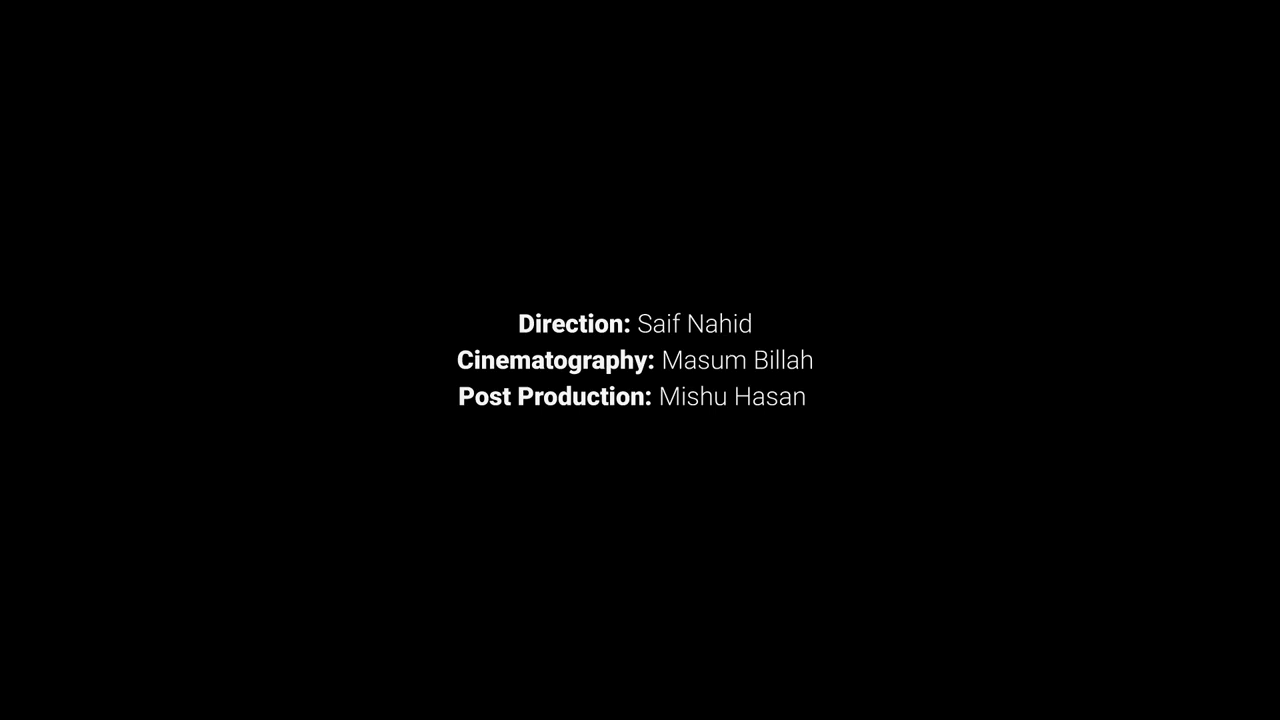 Direction: Saif Nahid
Cinematography: Masum Billah
Post Production: Mishu Hasan